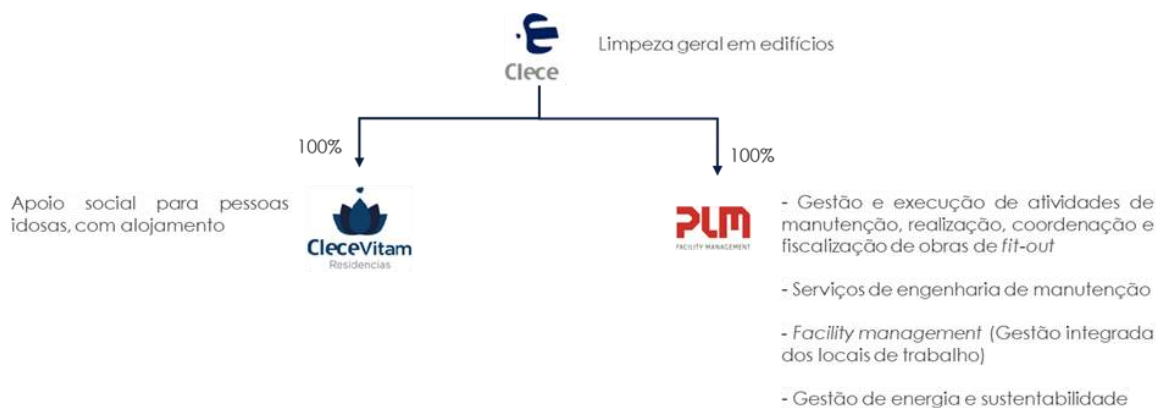 Limpeza geral em edifícios
Clece
100%
100%
Apoio social para pessoas
idosas, com alojamento
CleceVitam
Residencias
PLM
FACILITY MANAGEMENT
- Gestão e execução de atividades de
manutenção, realização, coordenação e
fiscalização de obras de fit-out
- Serviços de engenharia de manutenção
- Facility management (Gestão integrada
dos locais de trabalho)
- Gestão de energia e sustentabilidade